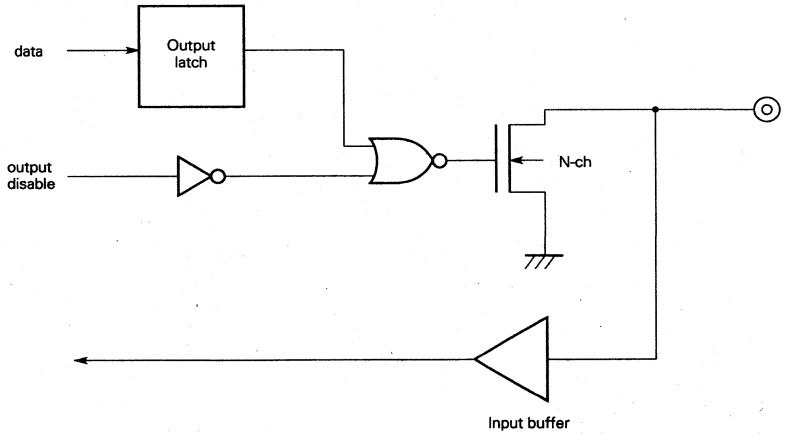 data
Output
latch
output
disable
N-ch
Input buffer